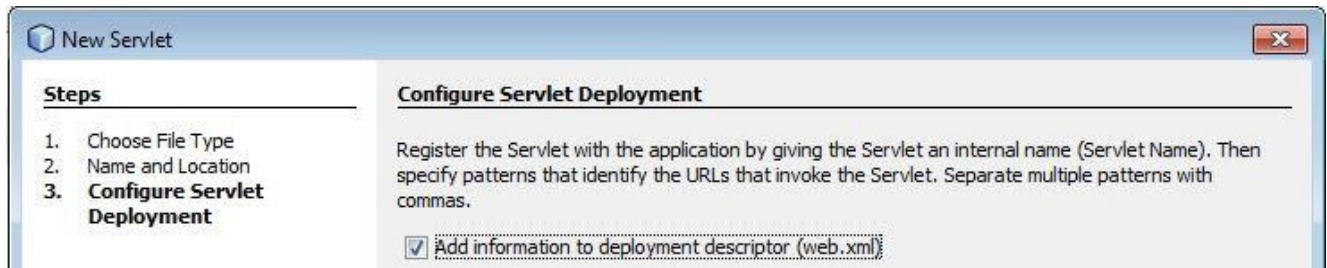 New Servlet
Steps
1. Choose File Type
2. Name and Location
3. Configure Servlet
Deployment
Configure Servlet Deployment
Register the Servlet with the application by giving the Servlet an internal name (Servlet Name). Then
specify patterns that identify the URLs that invoke the Servlet. Separate multiple patterns with
commas.
Add information to deployment descriptor (web.xml)